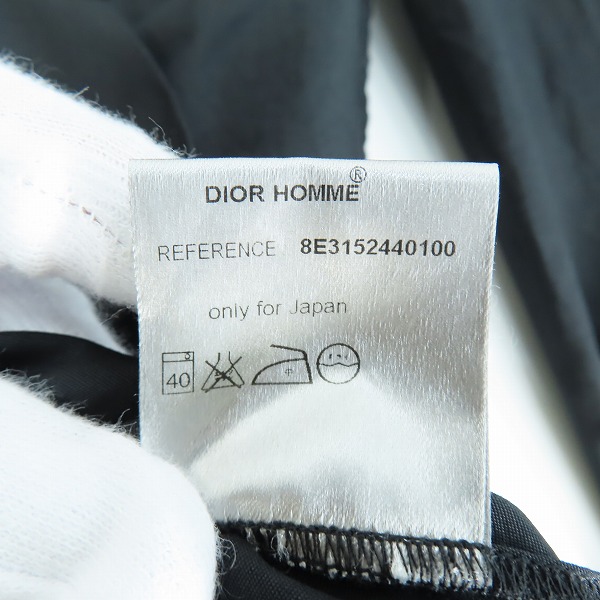 DIOR HOMME®
REFERENCE 8E3152440100
only for Japan
40